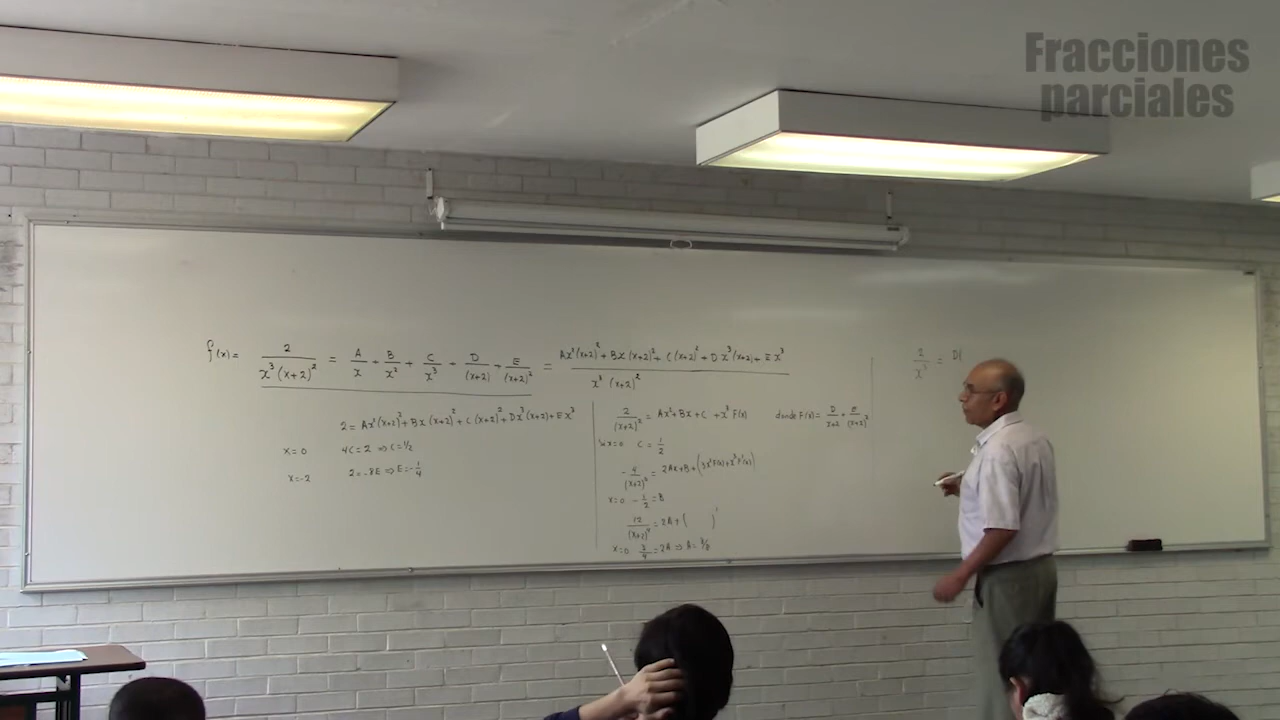 Fracciones
parciales
f(x) = 2 / x³(x+2)² = A/x + B/x² + C/x³ + D/(x+2) + E/(x+2)² = Ax²(x+2)² + Bx(x+2)² + C(x+2)² + Dx³(x+2) + Ex³ / x³(x+2)²
2 = Ax²(x+2)² + Bx(x+2)² + C(x+2)² + Dx³(x+2) + Ex³
x=0 4C=2 ⇒ C=1/2
x=-2 2=-8E ⇒ E=-1/4
2/(x+2)² = Ax²+Bx+C + x³F(x) donde F(x) = D/x+2 + E/(x+2)²
x=0 C = 1/2
-4/(x+2)³ = 2Ax+B+(3x²F(x)+x³F'(x))
x=0 -1/2 = B
12/(x+2)⁴ = 2A+( )'
x=0 3/4 = 2A ⇒ A=3/8
2/x³ = D(